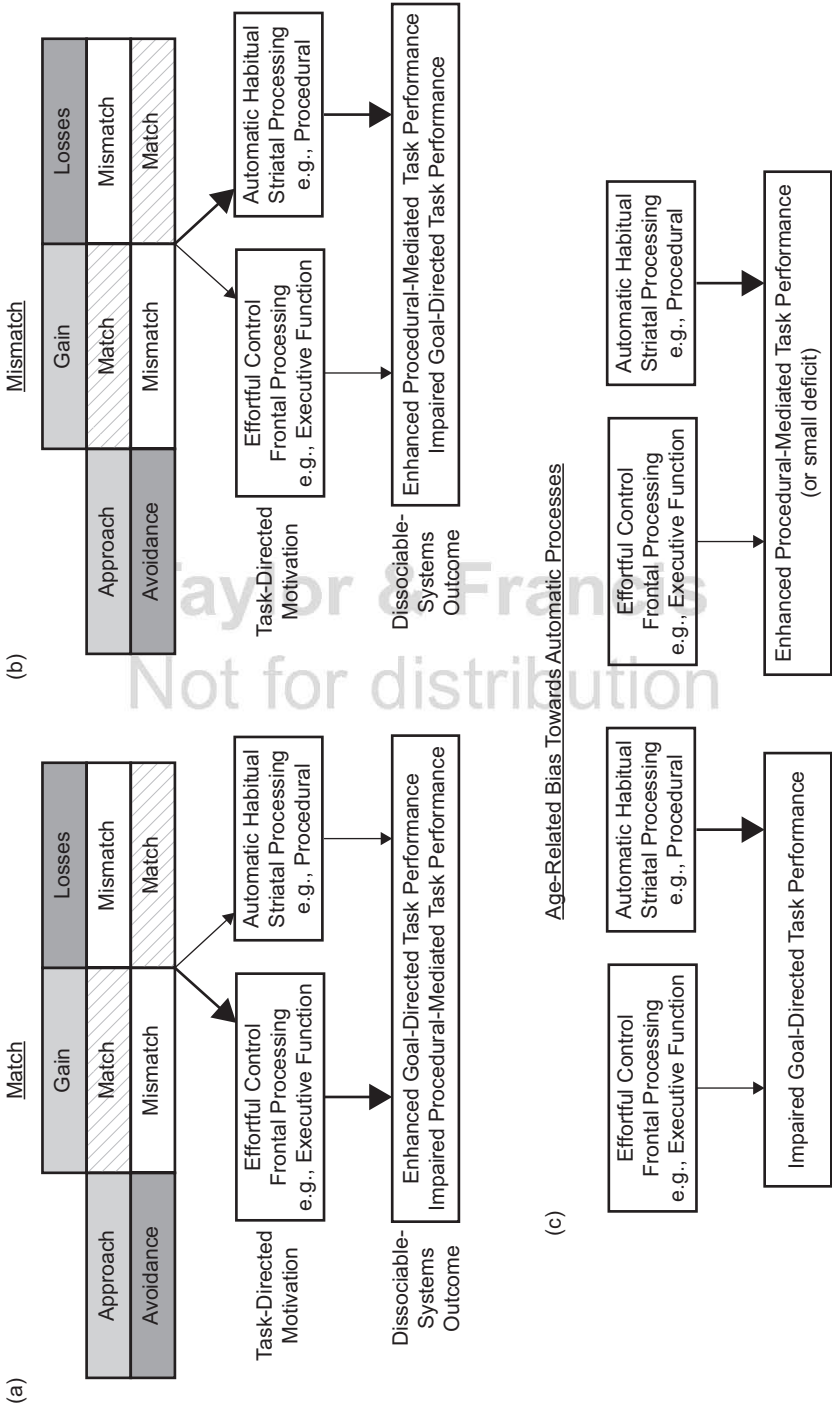 (a)
Match
Gain
Losses
Approach
Match
Mismatch
Avoidance
Mismatch
Match
Task-Directed
Motivation
Effortful Control
Frontal Processing
e.g., Executive Function
Automatic Habitual
Striatal Processing
e.g., Procedural
Dissociable-
Systems
Outcome
Enhanced Goal-Directed Task Performance
Impaired Procedural-Mediated Task Performance
(b)
Mismatch
Gain
Losses
Approach
Match
Mismatch
Avoidance
Mismatch
Match
Task-Directed
Motivation
Effortful Control
Frontal Processing
e.g., Executive Function
Automatic Habitual
Striatal Processing
e.g., Procedural
Dissociable-
Systems
Outcome
Enhanced Procedural-Mediated Task Performance
Impaired Goal-Directed Task Performance
Taylor & Francis
Not for distribution
(c)
Age-Related Bias Towards Automatic Processes
Effortful Control
Frontal Processing
e.g., Executive Function
Automatic Habitual
Striatal Processing
e.g., Procedural
Impaired Goal-Directed Task Performance
Effortful Control
Frontal Processing
e.g., Executive Function
Automatic Habitual
Striatal Processing
e.g., Procedural
Enhanced Procedural-Mediated Task Performance
(or small deficit)